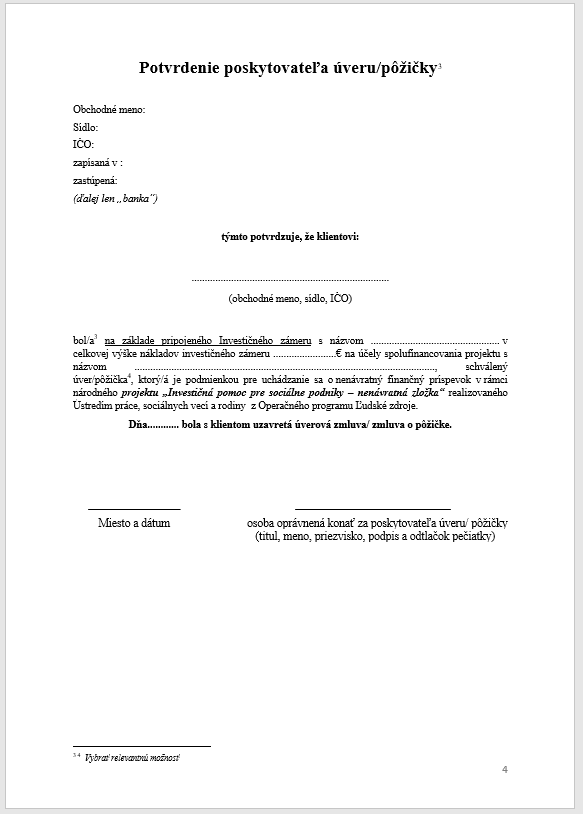 Potvrdenie poskytovateľa úveru/pôžičky3
Obchodné meno:
Sídlo:
IČO:
zapísaná v :
zastúpená:
(ďalej len „banka“)
týmto potvrdzuje, že klientovi:
............................................................................
(obchodné meno, sídlo, IČO)
bol/a3 na základe pripojeného Investičného zámeru s názvom .................................................. v
celkovej výške nákladov investičného zámeru ........................€ na účely spolufinancovania projektu s
názvom ....................................................................................................................., schválený
úver/pôžička4, ktorý/á je podmienkou pre uchádzanie sa o nenávratný finančný príspevok v rámci
národného projektu „Investičná pomoc pre sociálne podniky – nenávratná zložka“ realizovaného
Ústredím práce, sociálnych vecí a rodiny z Operačného programu Ľudské zdroje.
Dňa............ bola s klientom uzavretá úverová zmluva/ zmluva o pôžičke.
Miesto a dátum
osoba oprávnená konať za poskytovateľa úveru/ pôžičky
(titul, meno, priezvisko, podpis a odtlačok pečiatky)
3 4 Vybrať relevantnú možnosť
4